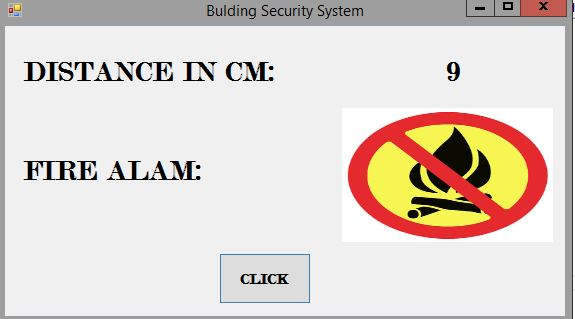 Bulding Security System
DISTANCE IN CM: 9
FIRE ALAM:
CLICK